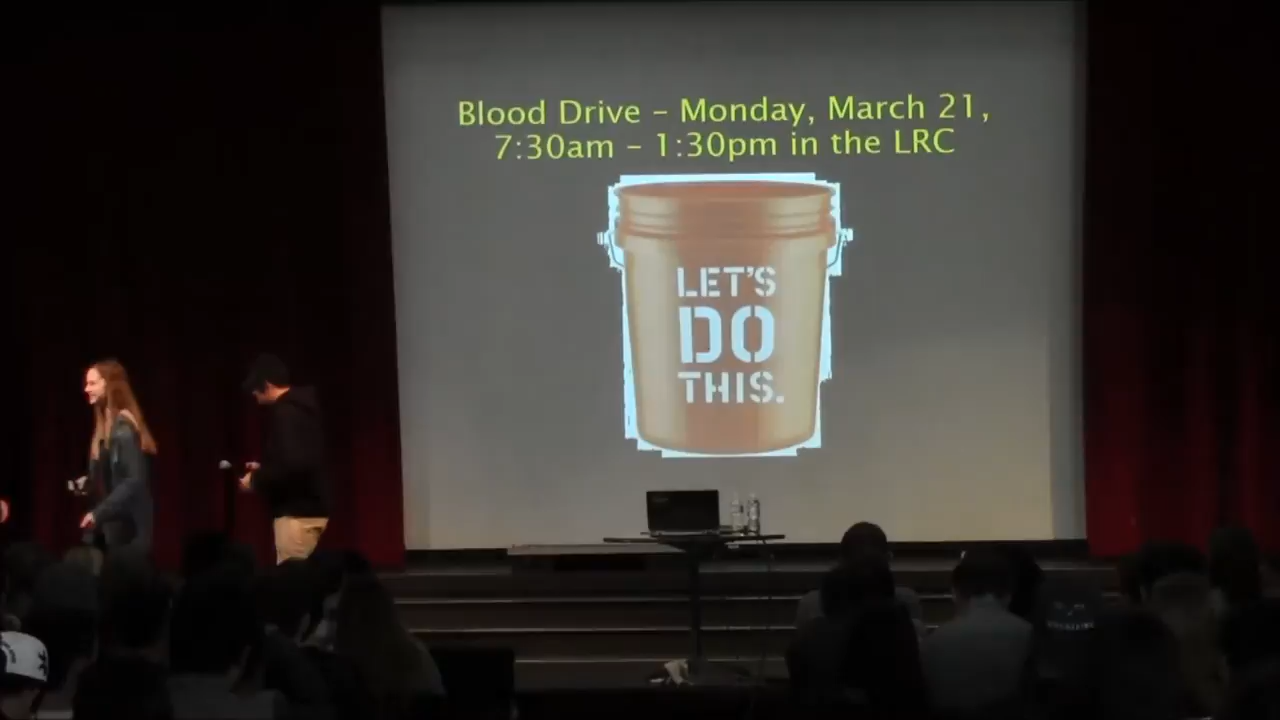 Blood Drive – Monday, March 21,
7:30am – 1:30pm in the LRC
LET'S
DO
THIS.